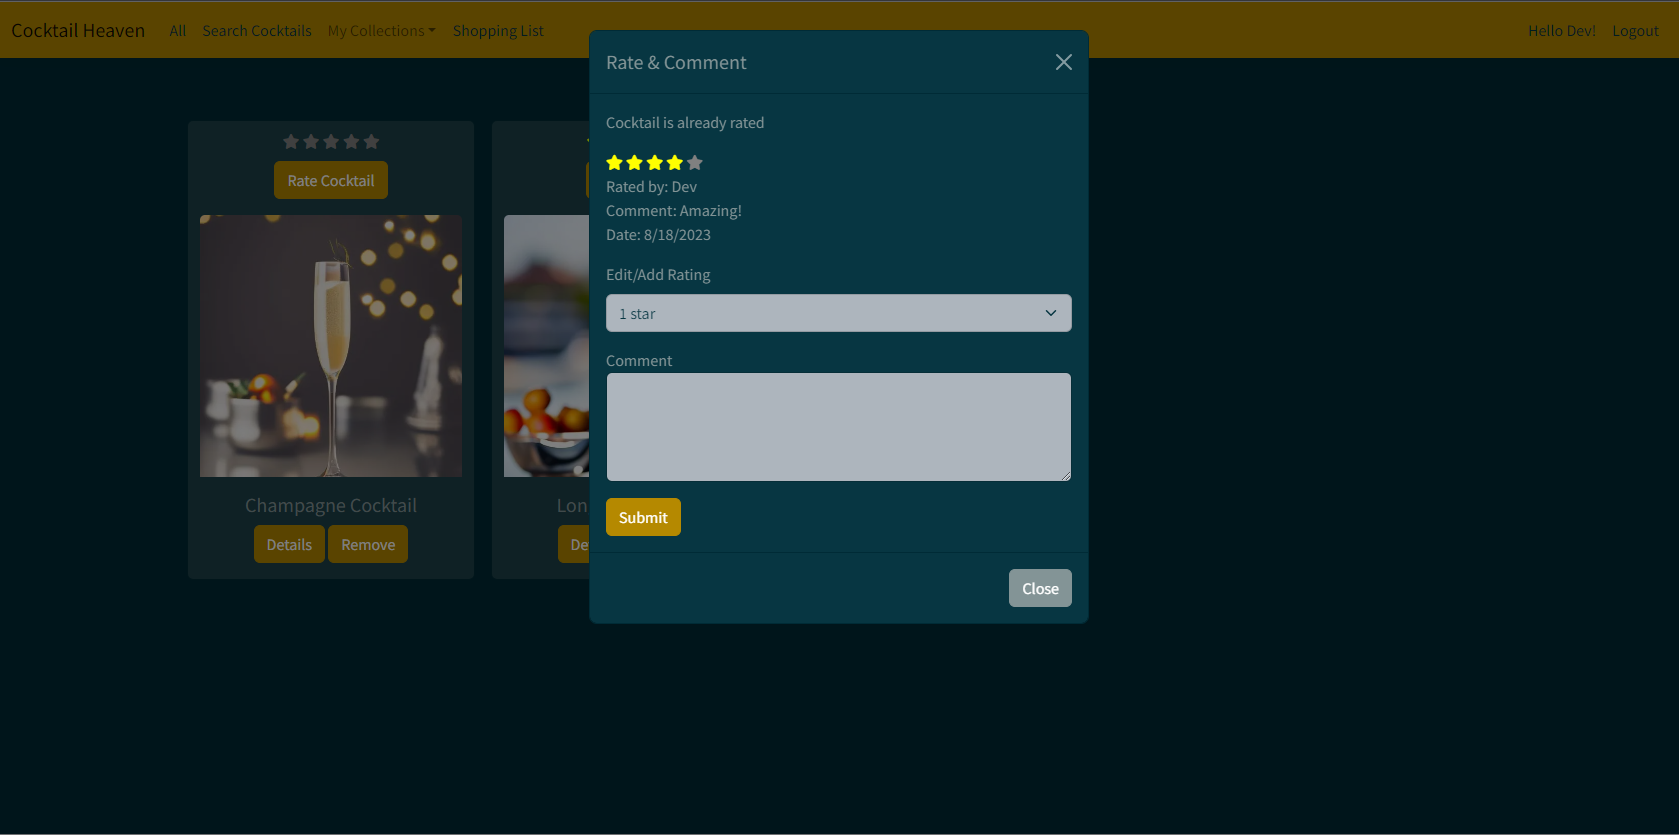 Cocktail Heaven All Search Cocktails My Collections Shopping List Hello Dev! Logout
Rate & Comment
Cocktail is already rated
Rated by: Dev
Comment: Amazing!
Date: 8/18/2023
Edit/Add Rating
1 star
Comment
Submit
Close
Rate Cocktail
Champagne Cocktail
Details Remove
Lon
De